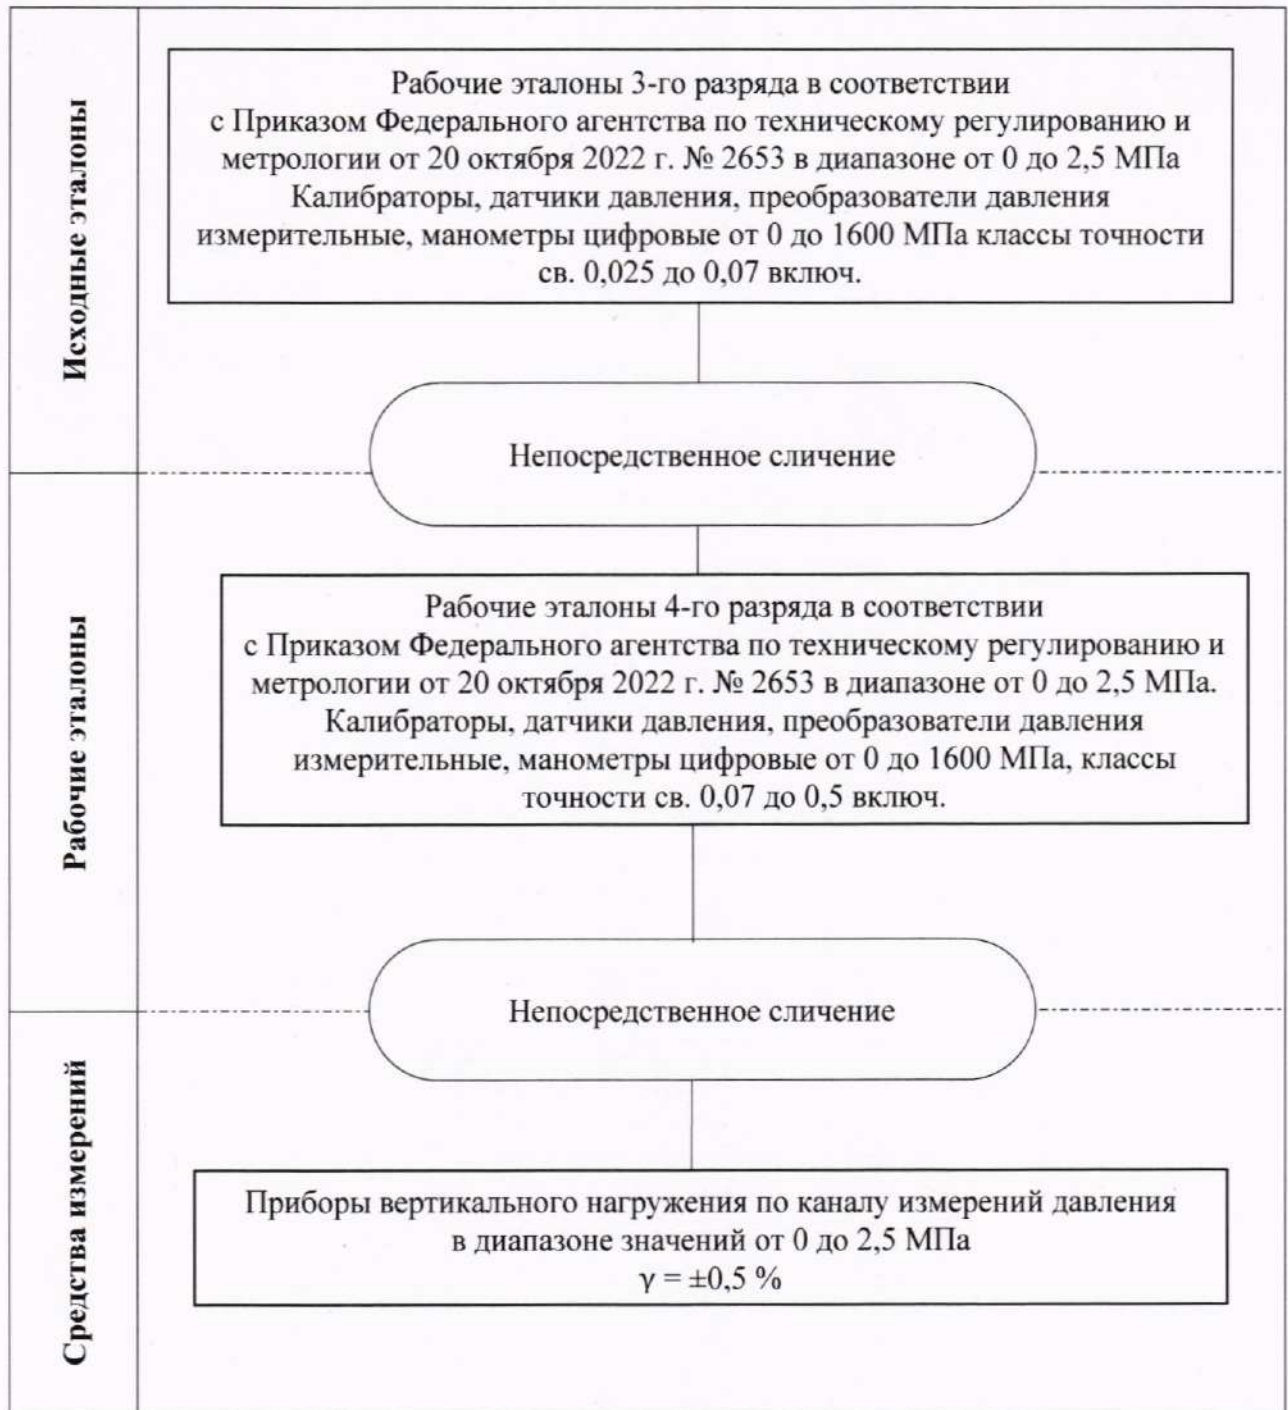 Исходные эталоны
Рабочие эталоны 3-го разряда в соответствии
с Приказом Федерального агентства по техническому регулированию и
метрологии от 20 октября 2022 г. № 2653 в диапазоне от 0 до 2,5 МПа
Калибраторы, датчики давления, преобразователи давления
измерительные, манометры цифровые от 0 до 1600 МПа классы точности
св. 0,025 до 0,07 включ.
Непосредственное сличение
Рабочие эталоны
Рабочие эталоны 4-го разряда в соответствии
с Приказом Федерального агентства по техническому регулированию и
метрологии от 20 октября 2022 г. № 2653 в диапазоне от 0 до 2,5 МПа.
Калибраторы, датчики давления, преобразователи давления
измерительные, манометры цифровые от 0 до 1600 МПа, классы
точности св. 0,07 до 0,5 включ.
Непосредственное сличение
Средства измерений
Приборы вертикального нагружения по каналу измерений давления
в диапазоне значений от 0 до 2,5 МПа
γ = ±0,5 %